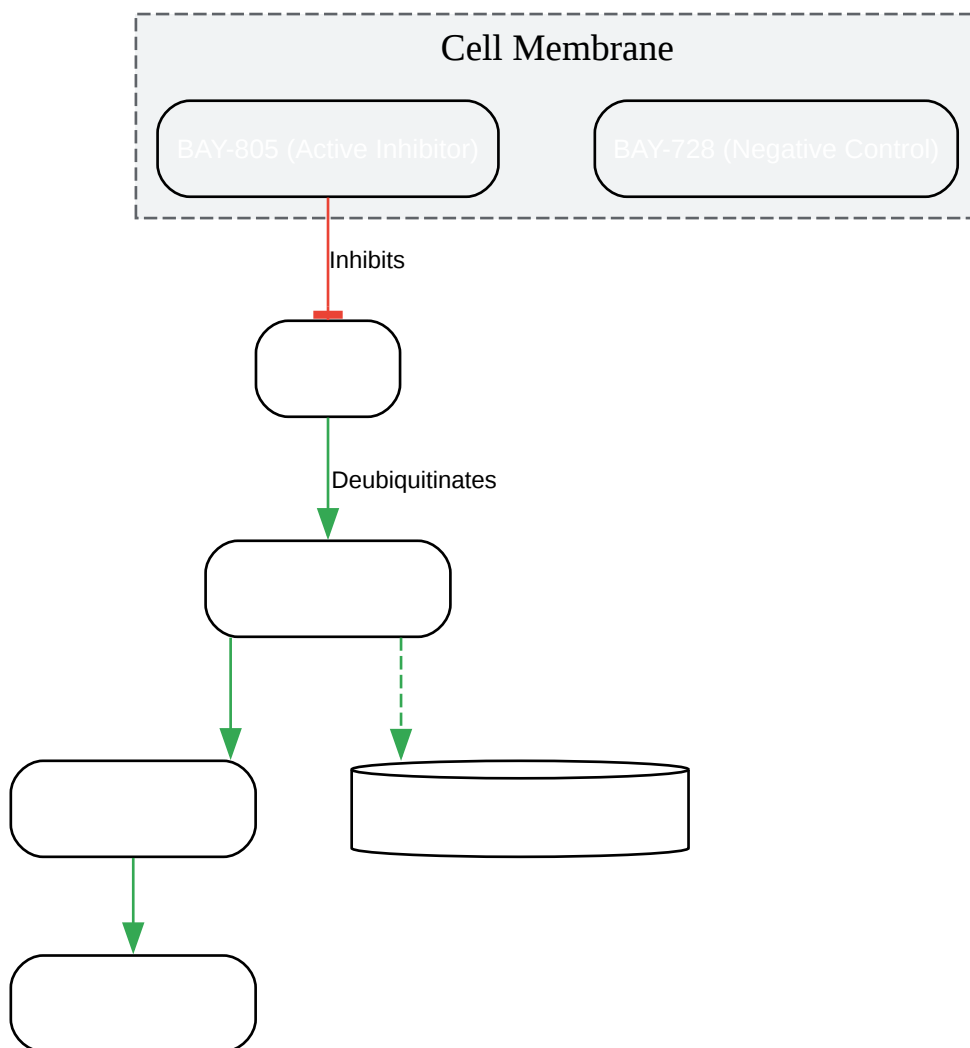 Cell Membrane
BAY-805 (Active Inhibitor)
BAY-728 (Negative Control)
Inhibits
Deubiquitinates